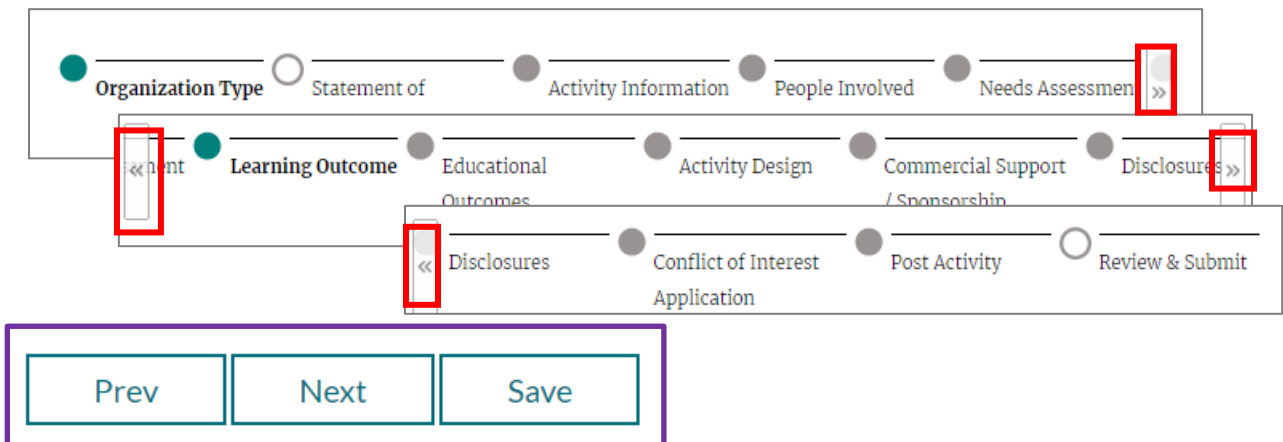 Organization Type
Statement of
Activity Information
People Involved
Needs Assessment
»
«
Learning Outcome
Educational
Outcomes
Activity Design
Commercial Support
/ Sponsorship
Disclosures
»
«
Disclosures
Conflict of Interest
Application
Post Activity
Review & Submit
Prev
Next
Save